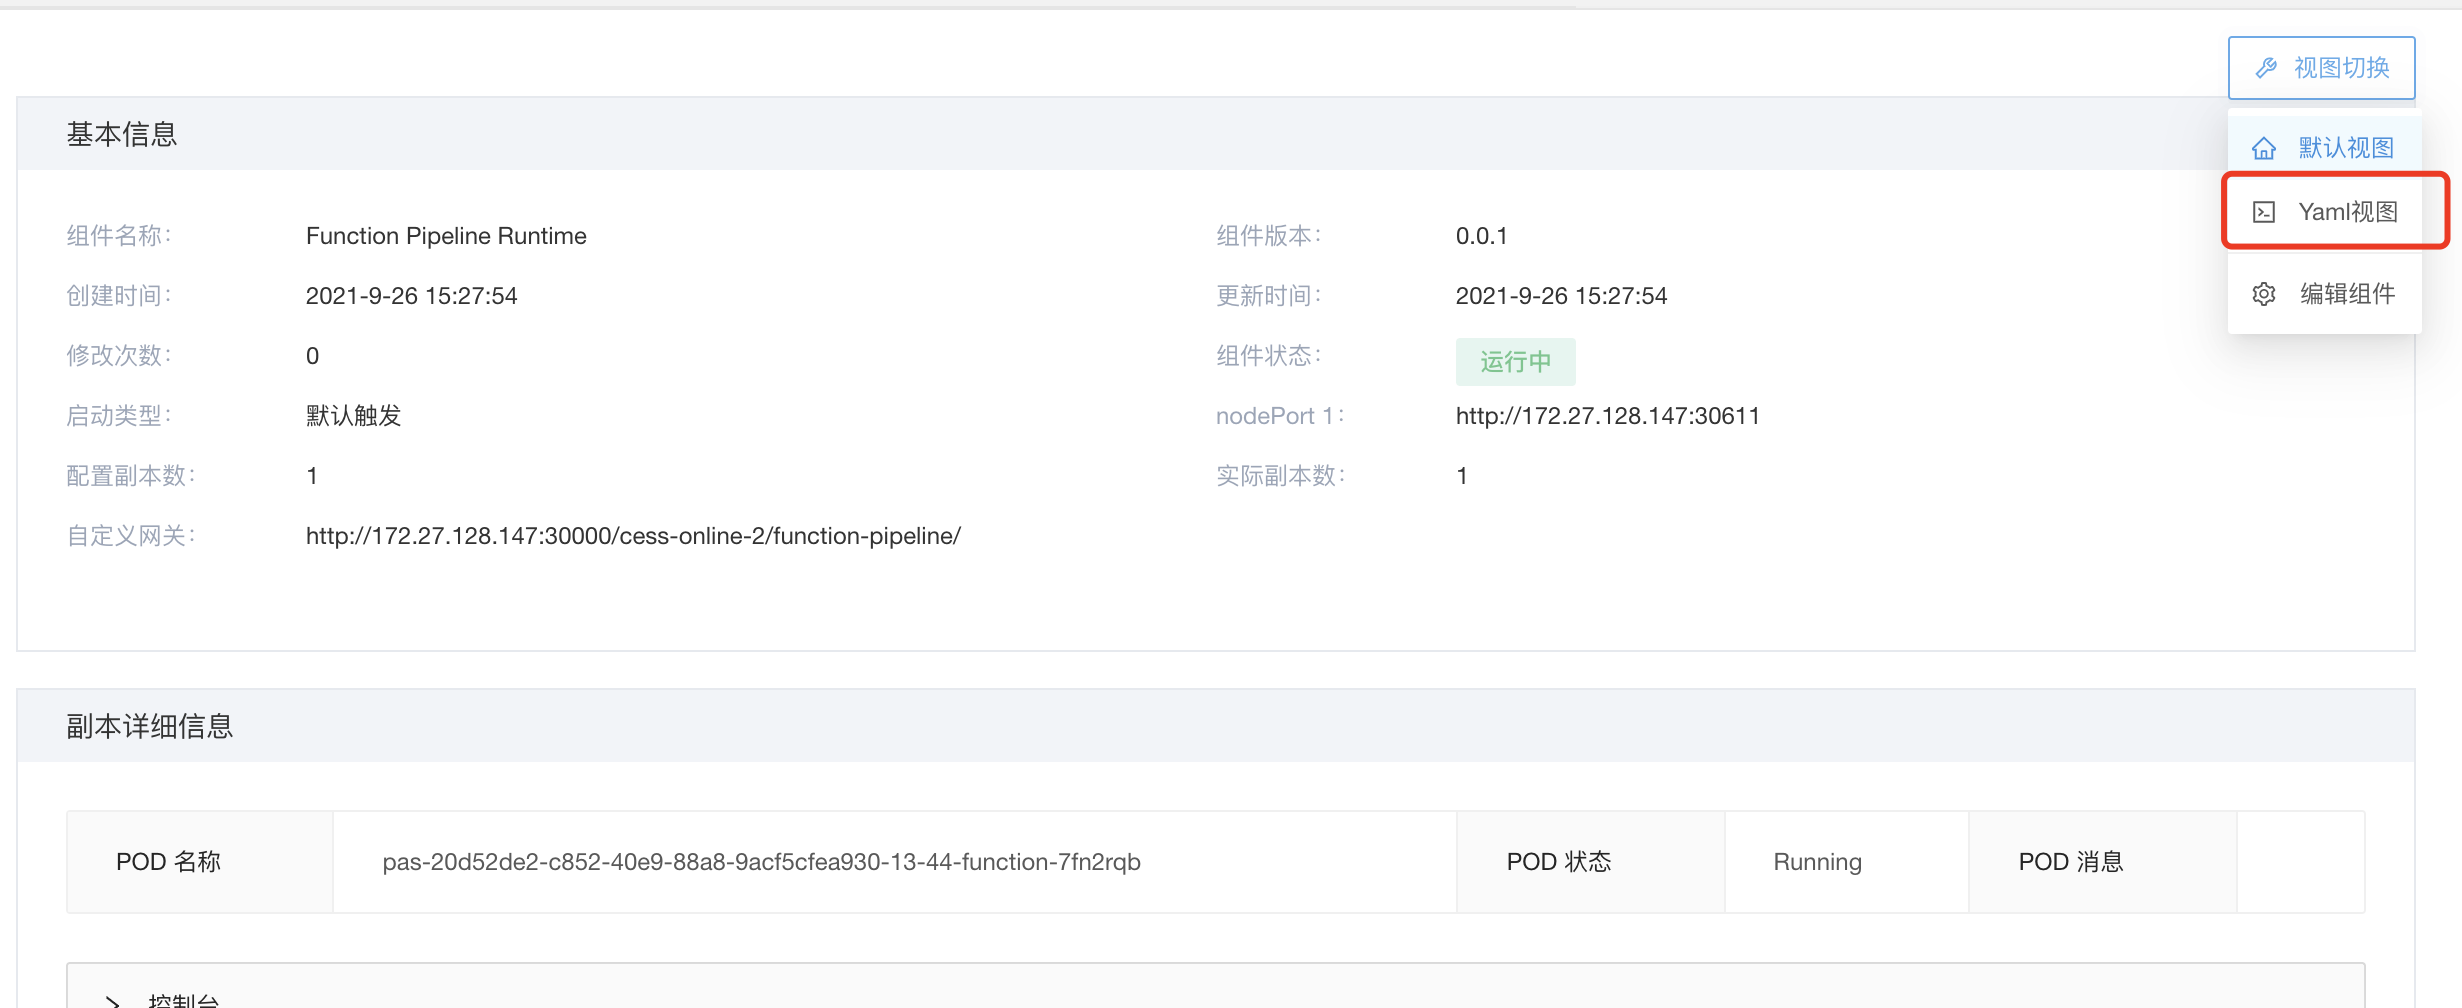 视图切换
默认视图
Yaml视图
编辑组件
基本信息
组件名称: Function Pipeline Runtime 组件版本: 0.0.1
创建时间: 2021-9-26 15:27:54 更新时间: 2021-9-26 15:27:54
修改次数: 0 组件状态: 运行中
启动类型: 默认触发 nodePort 1: http://172.27.128.147:30611
配置副本数: 1 实际副本数: 1
自定义网关: http://172.27.128.147:30000/cess-online-2/function-pipeline/
副本详细信息
POD 名称 pas-20d52de2-c852-40e9-88a8-9acf5cfea930-13-44-function-7fn2rqb POD 状态 Running POD 消息
控制台